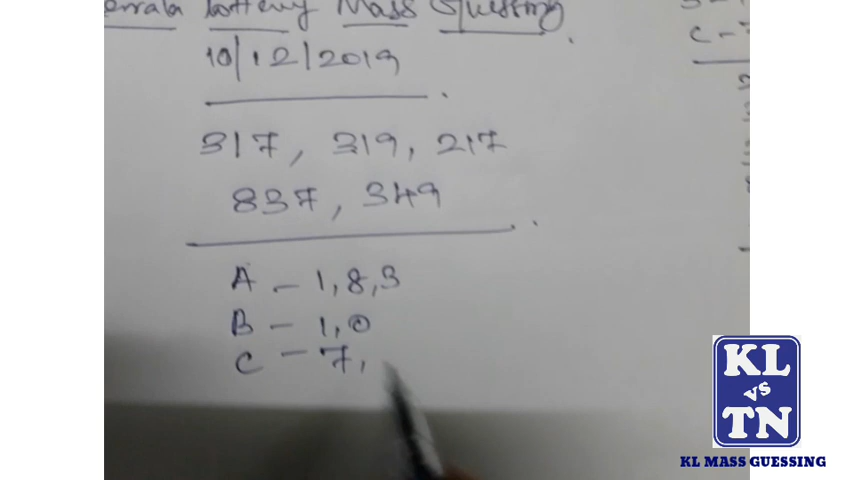 Kerala Lottery Mass Guessing
10/12/2019
317, 319, 217
837, 349
A - 1,8,3
B - 1,0
C - 7,
C - 7
KL
vs
TN
KL MASS GUESSING